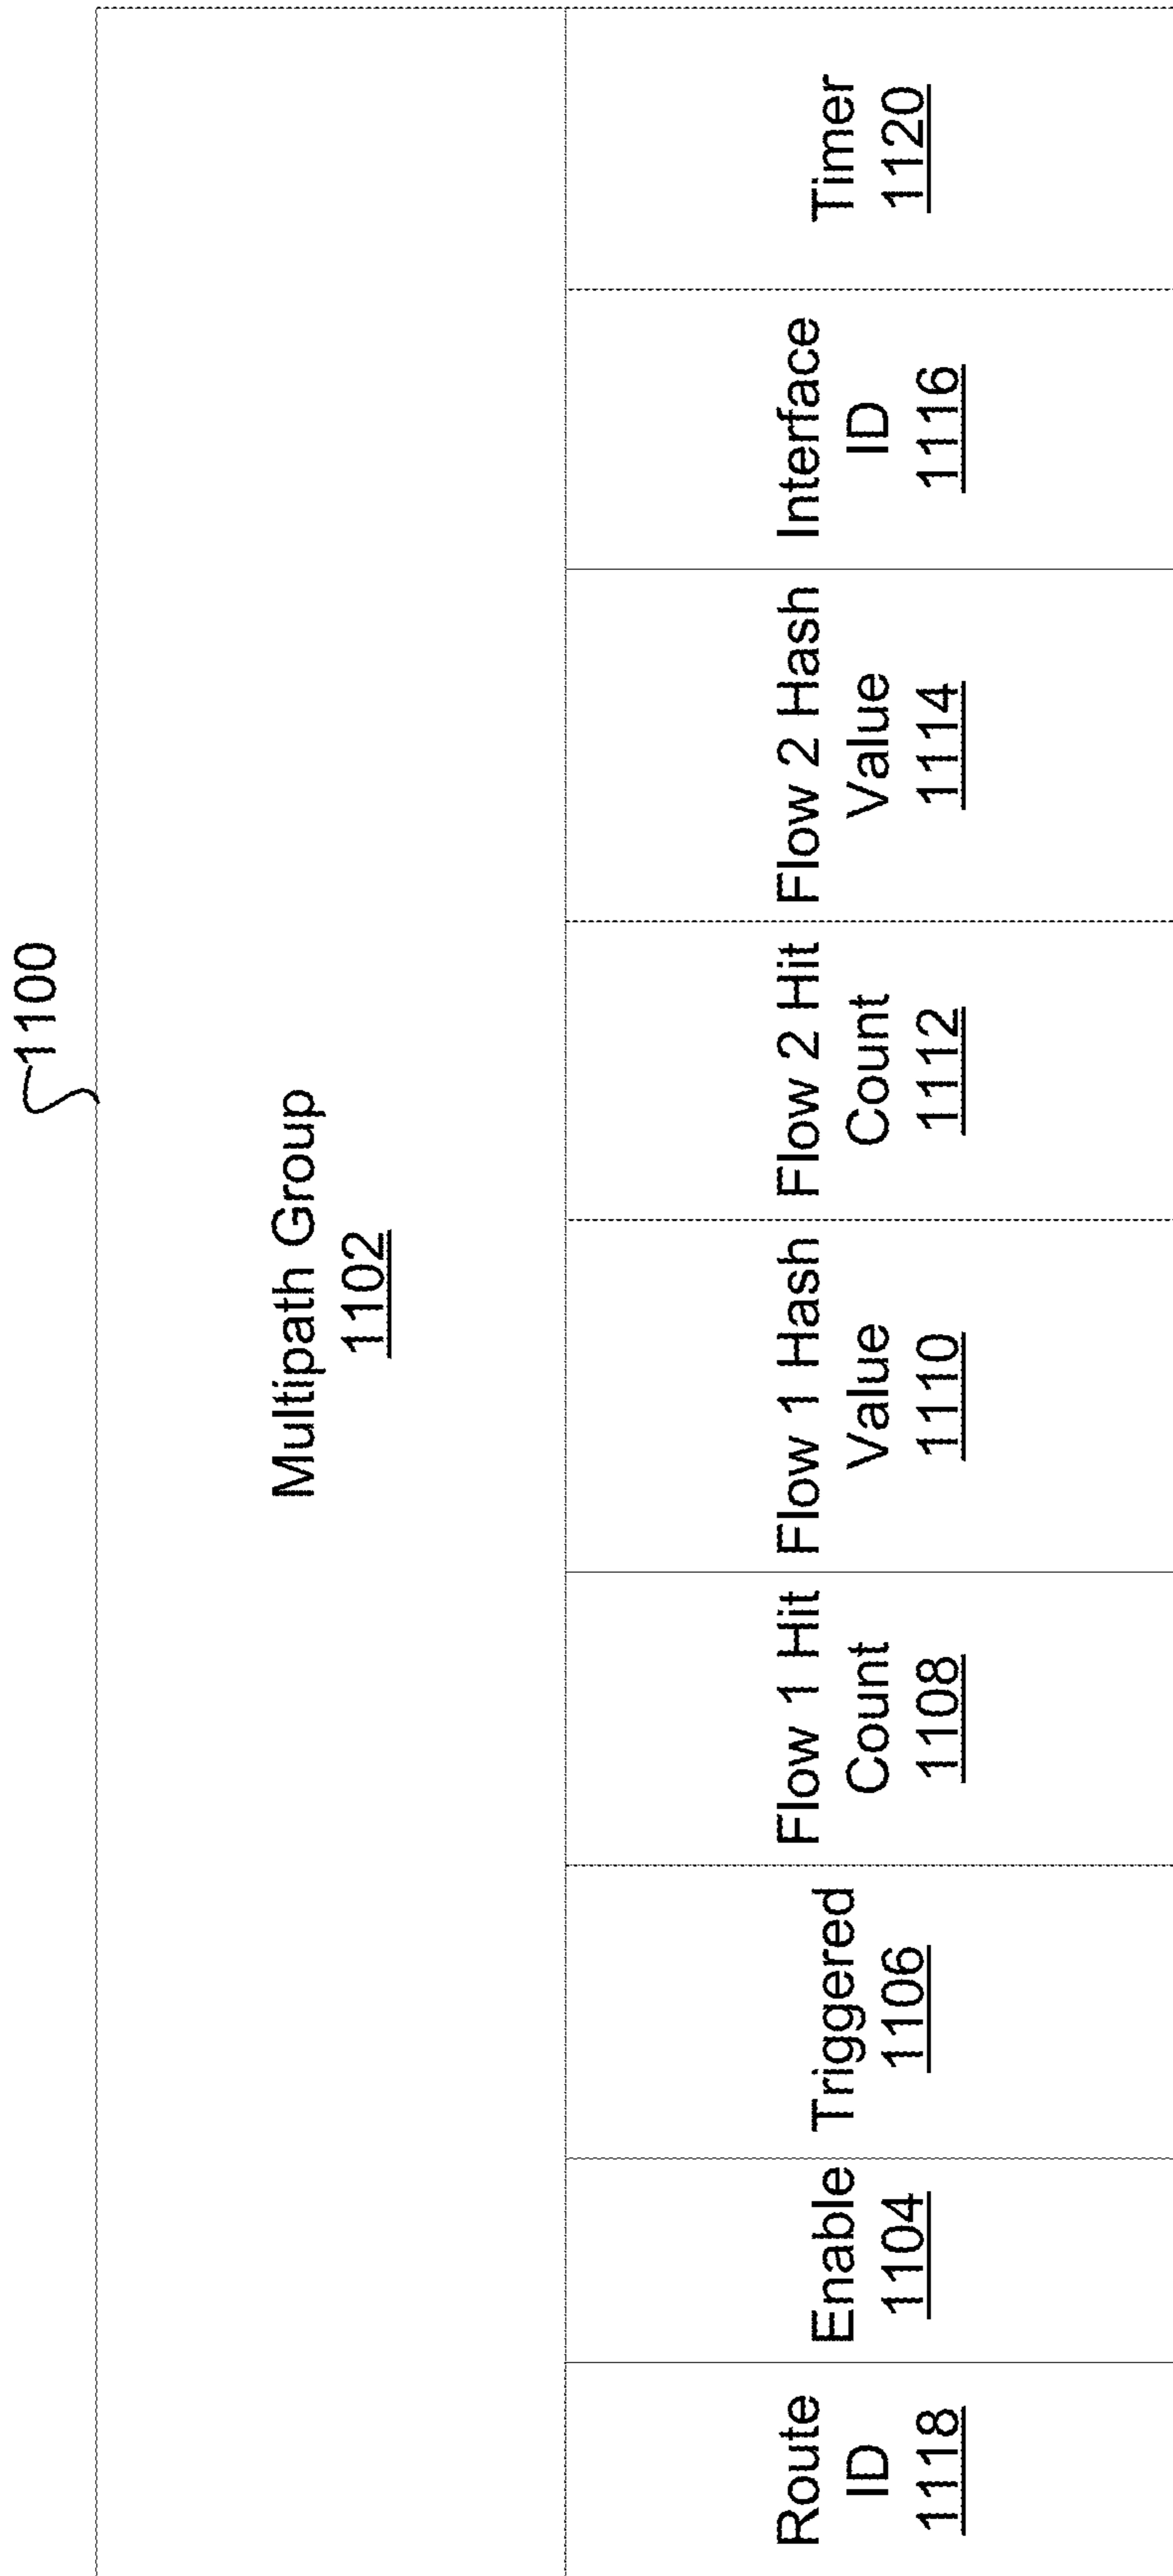 1100
Multipath Group
1102
Route
ID
1118
Enable
1104
Triggered
1106
Flow 1 Hit
Count
1108
Flow 1 Hash
Value
1110
Flow 2 Hit
Count
1112
Flow 2 Hash
Value
1114
Interface
ID
1116
Timer
1120